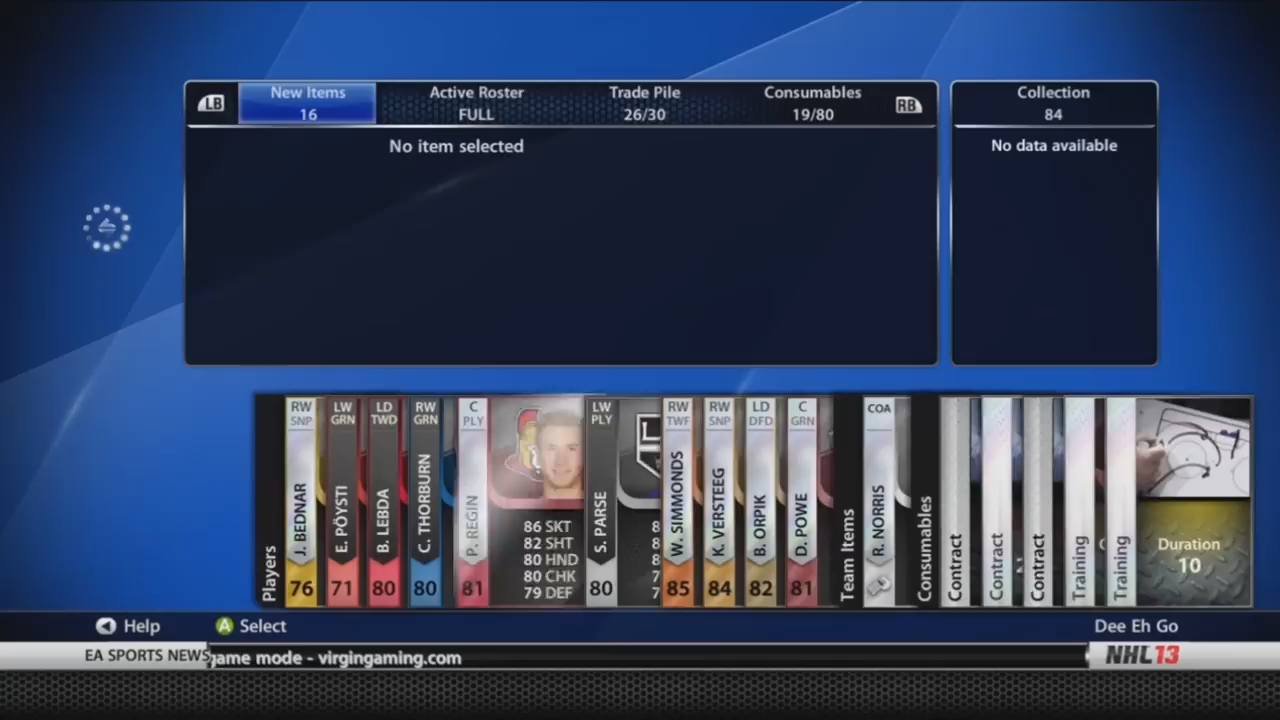 LB
New Items
16
Active Roster
FULL
Trade Pile
26/30
Consumables
19/80
RB
Collection
84
No item selected
No data available
Players
RW
SNP
J. BEDNAR
76
LW
GRN
E. PÖYSTI
71
LD
TWD
B. LEBDA
80
RW
GRN
C. THORBURN
80
C
PLY
P. REGIN
81
86 SKT
82 SHT
80 HND
80 CHK
79 DEF
LW
PLY
S. PARSE
80
RW
TWF
W. SIMMONDS
85
RW
SNP
K. VERSTEEG
84
LD
DFD
B. ORPIK
82
C
GRN
D. POWE
81
Team Items
COA
R. NORRIS
Consumables
Contract
Contract
Contract
Training
Training
Duration
10
Help
A Select
Dee Eh Go
EA SPORTS NEWS
game mode - virgingaming.com
NHL13